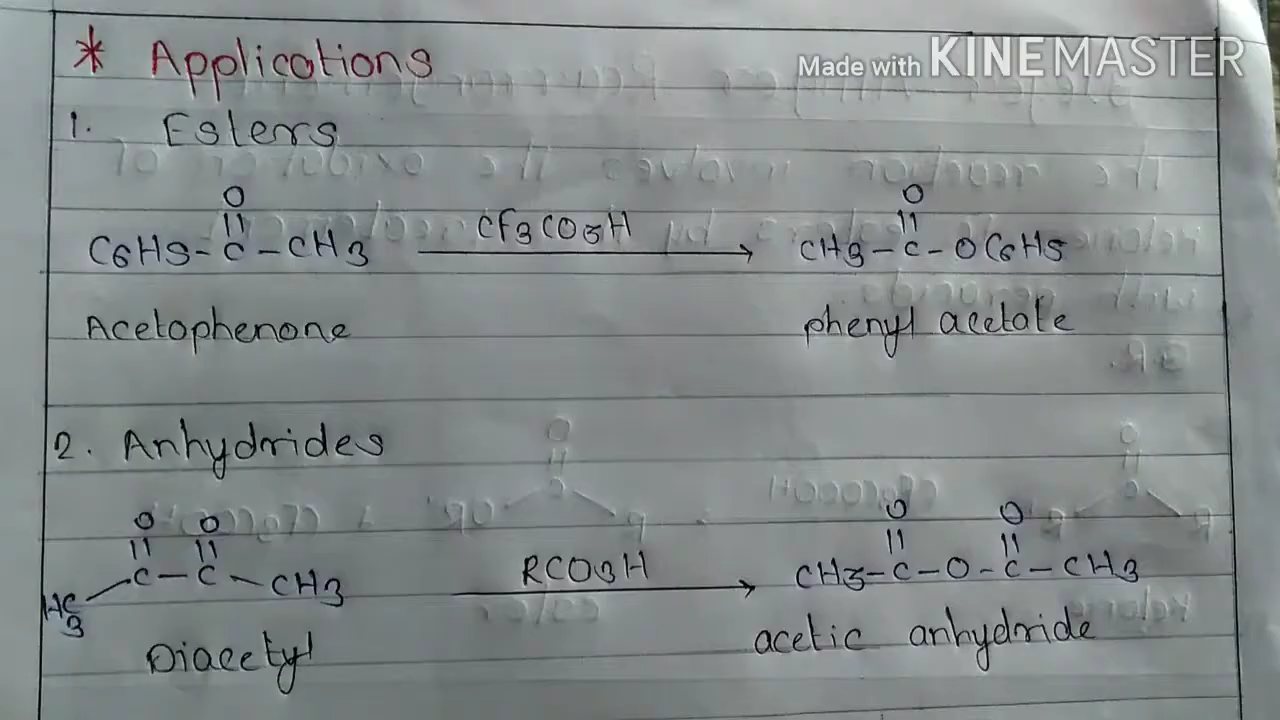 * Applications
Made with KINEMASTER
1. Esters
O
||
C6H5-C-CH3 CF3CO3H CH3-C-OC6H5
O
||
Acetophenone phenyl acetate
2. Anhydrides
O O
|| ||
H3C-C-C-CH3 RCO3H CH3-C-O-C-CH3
O O
|| ||
Diacetyl acetic anhydride